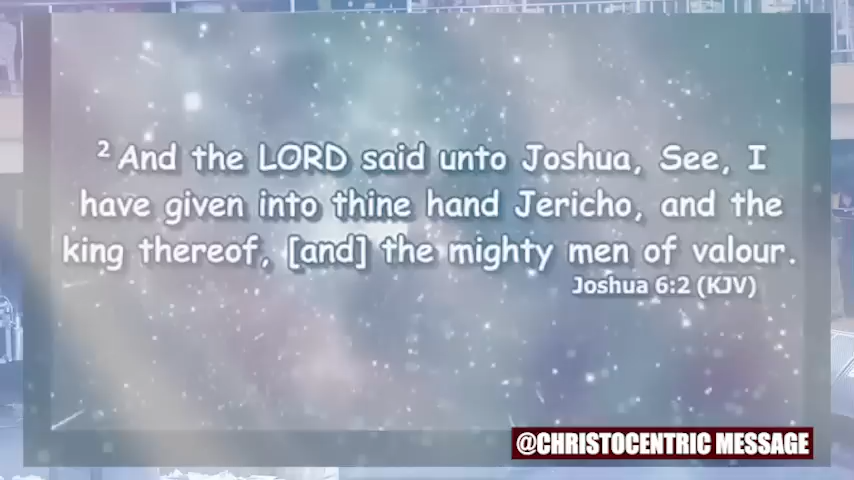 2 And the LORD said unto Joshua, See, I
have given into thine hand Jericho, and the
king thereof, [and] the mighty men of valour.
Joshua 6:2 (KJV)
@CHRISTOCENTRIC MESSAGE